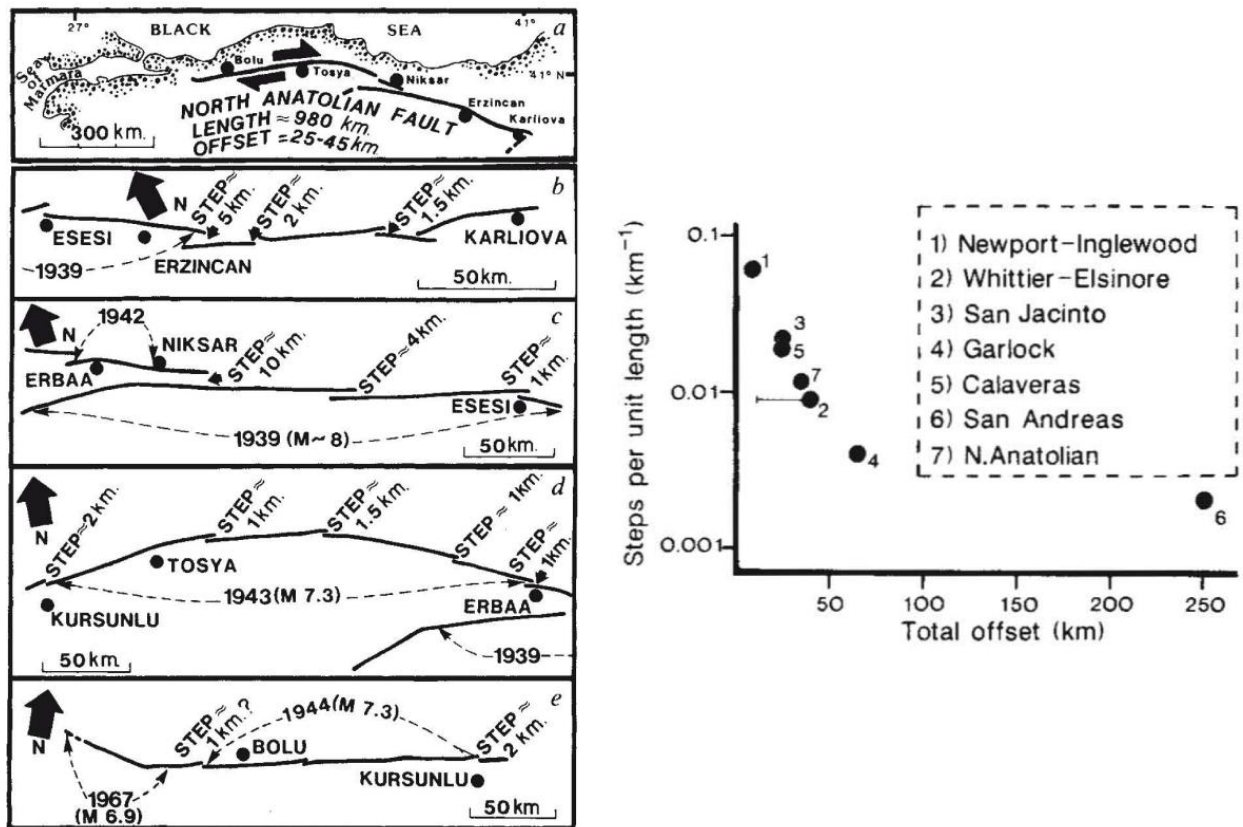 27°
BLACK
SEA
41°
a
Sea of
Marmara
Bolu
Tosya
Niksar
41° N
Erzincan
Karliova
NORTH ANATOLIAN FAULT
LENGTH ≈ 980 km.
OFFSET = 25-45 km
300 km.
b
N
STEP ≈
5 km.
STEP ≈
2 km.
STEP ≈
1.5 km.
ESESI
KARLIOVA
1939
ERZINCAN
50 km.
c
N
1942
NIKSAR
ERBAA
STEP ≈
10 km.
STEP ≈ 4 km.
STEP ≈
1 km.
ESESI
1939 (M~ 8)
50 km.
d
N
STEP ≈ 2 km.
STEP ≈
1 km.
STEP ≈
1.5 km.
STEP ≈ 1 km.
STEP ≈
1 km.
TOSYA
1943 (M 7.3)
ERBAA
KURSUNLU
50 km.
1939
e
N
STEP ≈
1 km. ?
1944 (M 7.3)
STEP ≈
2 km.
BOLU
KURSUNLU
1967
(M 6.9)
50 km
Steps per unit length (km⁻¹)
0.1
0.01
0.001
1
3
5
7
2
4
6
1) Newport-Inglewood
2) Whittier-Elsinore
3) San Jacinto
4) Garlock
5) Calaveras
6) San Andreas
7) N.Anatolian
50 100 150 200 250
Total offset (km)